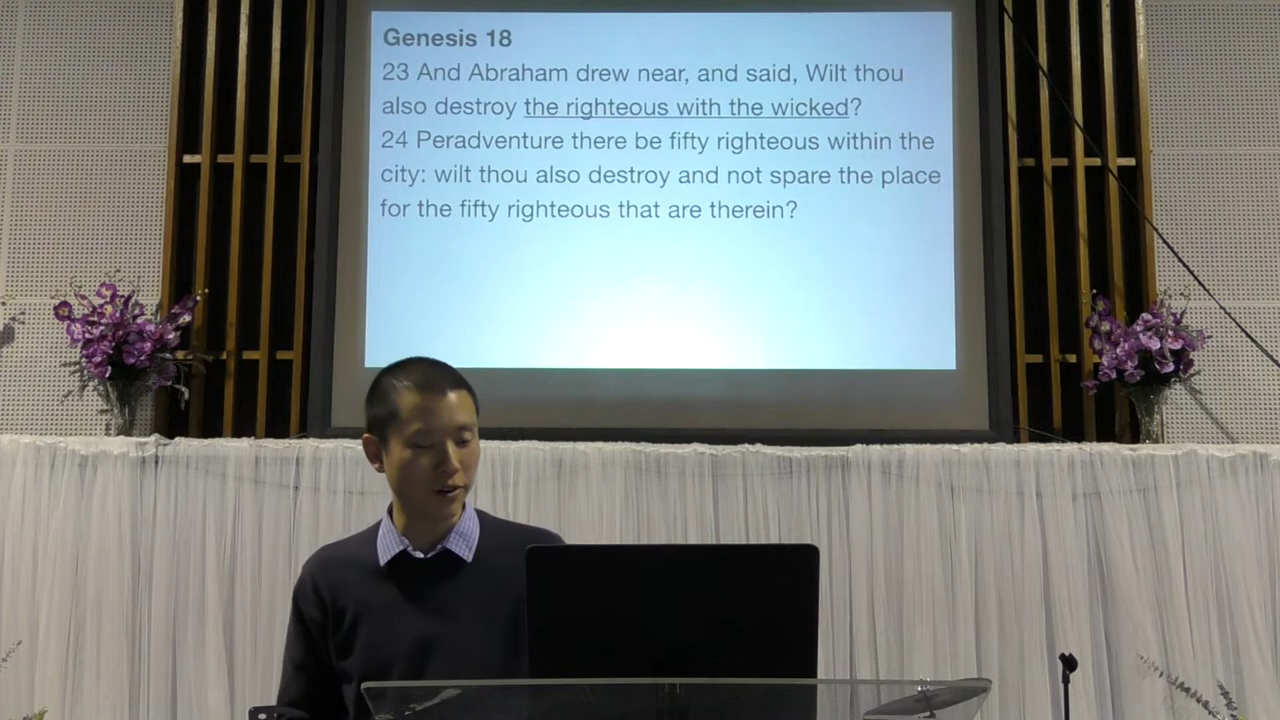 Genesis 18
23 And Abraham drew near, and said, Wilt thou
also destroy the righteous with the wicked?
24 Peradventure there be fifty righteous within the
city: wilt thou also destroy and not spare the place
for the fifty righteous that are therein?